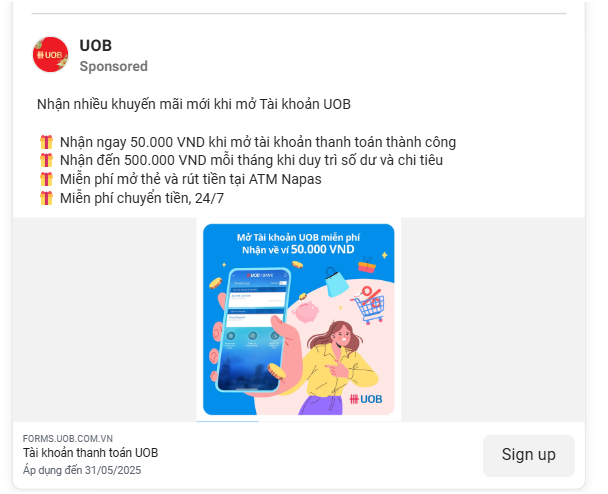 UOB
UOB
Sponsored
Nhận nhiều khuyến mãi mới khi mở Tài khoản UOB
Nhận ngay 50.000 VND khi mở tài khoản thanh toán thành công
Nhận đến 500.000 VND mỗi tháng khi duy trì số dư và chi tiêu
Miễn phí mở thẻ và rút tiền tại ATM Napas
Miễn phí chuyển tiền, 24/7
Mở Tài khoản UOB miễn phí
Nhận về ví 50.000 VND
UOB
FORMS.UOB.COM.VN
Tài khoản thanh toán UOB
Áp dụng đến 31/05/2025
Sign up